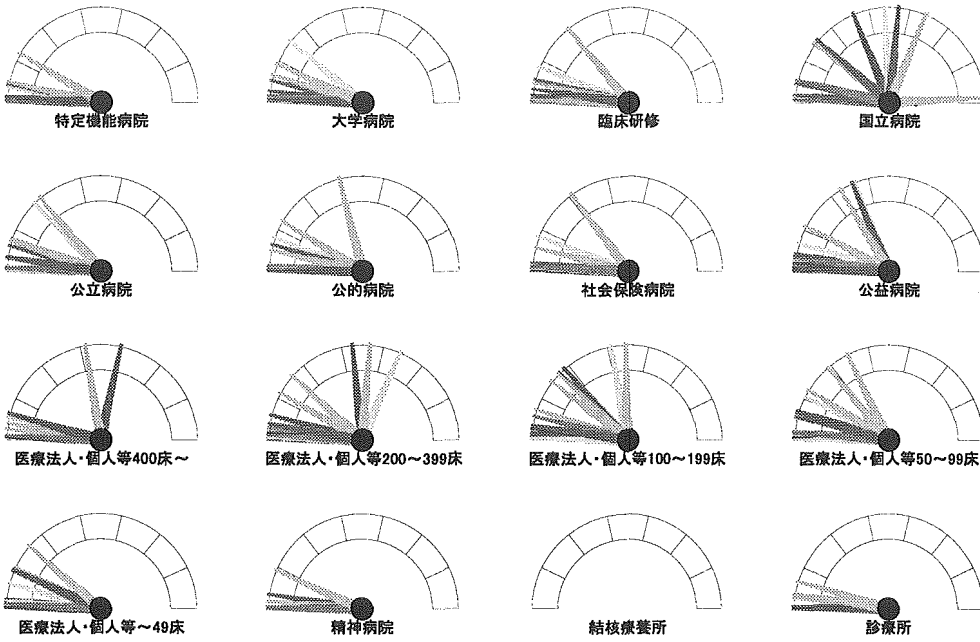 特定機能病院
大学病院
臨床研修
国立病院
公立病院
公的病院
社会保険病院
公益病院
医療法人・個人等400床～
医療法人・個人等200～399床
医療法人・個人等100～199床
医療法人・個人等50～99床
医療法人・個人等～49床
精神病院
結核療養所
診療所